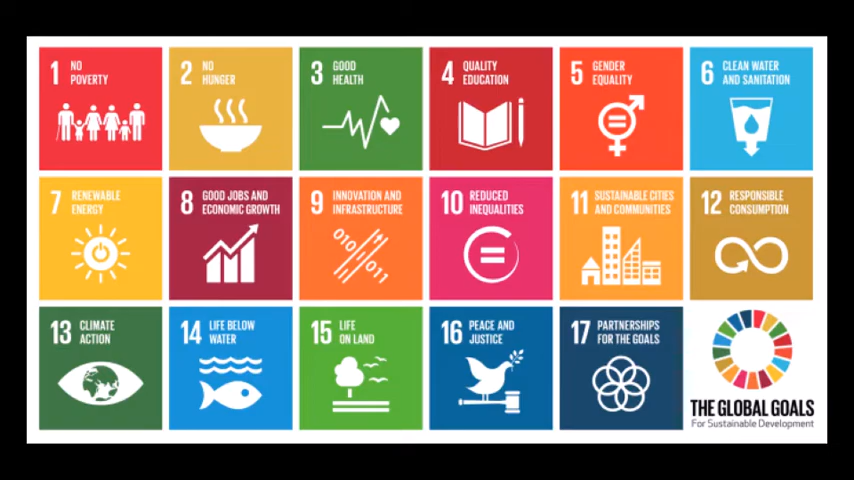 1 NO
POVERTY
2 NO
HUNGER
3 GOOD
HEALTH
4 QUALITY
EDUCATION
5 GENDER
EQUALITY
6 CLEAN WATER
AND SANITATION
7 RENEWABLE
ENERGY
8 GOOD JOBS AND
ECONOMIC GROWTH
9 INNOVATION AND
INFRASTRUCTURE
010
011
10 REDUCED
INEQUALITIES
11 SUSTAINABLE CITIES
AND COMMUNITIES
12 RESPONSIBLE
CONSUMPTION
13 CLIMATE
ACTION
14 LIFE BELOW
WATER
15 LIFE
ON LAND
16 PEACE AND
JUSTICE
17 PARTNERSHIPS
FOR THE GOALS
THE GLOBAL GOALS
For Sustainable Development